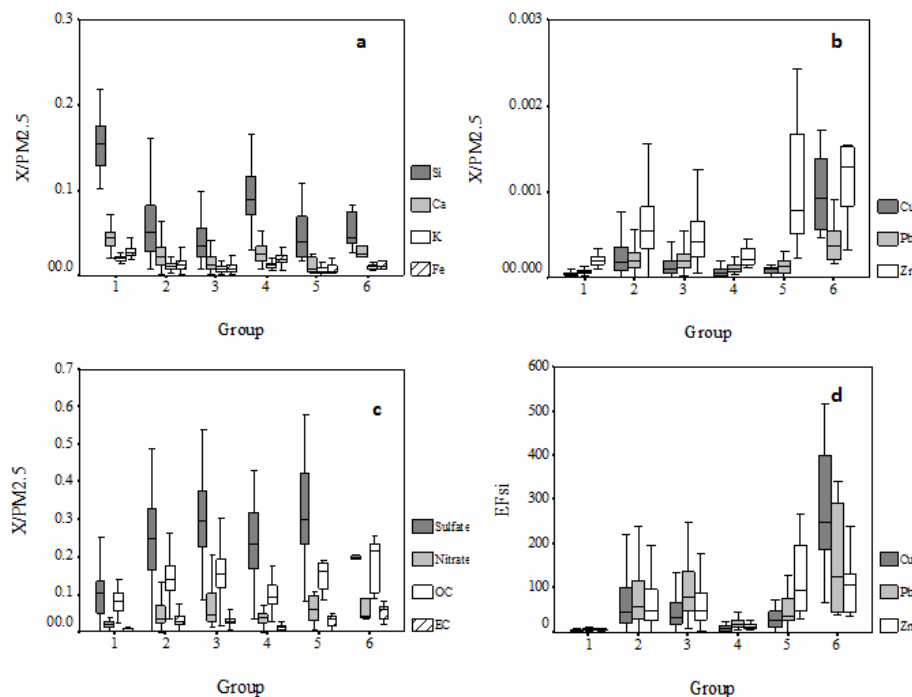 a
0.3
0.2
0.1
00.0
X/PM2.5
1 2 3 4 5 6
Group
Si
Ca
K
Fe
b
0.003
0.002
0.001
00.000
X/PM2.5
1 2 3 4 5 6
Group
Cu
Pb
Zn
c
0.7
0.6
0.5
0.4
0.3
0.2
0.1
00.0
X/PM2.5
1 2 3 4 5 6
Group
Sulfate
Nitrate
OC
EC
d
600
500
400
300
200
100
0
EFsi
1 2 3 4 5 6
Group
Cu
Pb
Zn